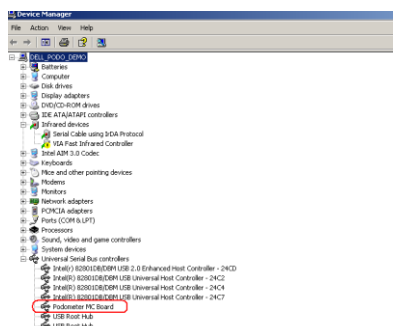 Device Manager
File Action View Help
DELL_PODO_DEMO
Batteries
Computer
Disk drives
Display adapters
DVD/CD-ROM drives
IDE ATA/ATAPI controllers
Infrared devices
Serial Cable using IrDA Protocol
VIA Fast Infrared Controller
Intel AIM 3.0 Codec
Keyboards
Mice and other pointing devices
Modems
Monitors
Network adapters
PCMCIA adapters
Ports (COM & LPT)
Processors
Sound, video and game controllers
System devices
Universal Serial Bus controllers
Intel(r) 82801DB/DBM USB 2.0 Enhanced Host Controller - 24CD
Intel(R) 82801DB/DBM USB Universal Host Controller - 24C2
Intel(R) 82801DB/DBM USB Universal Host Controller - 24C4
Intel(R) 82801DB/DBM USB Universal Host Controller - 24C7
Podometer MC Board
USB Root Hub
USB Root Hub